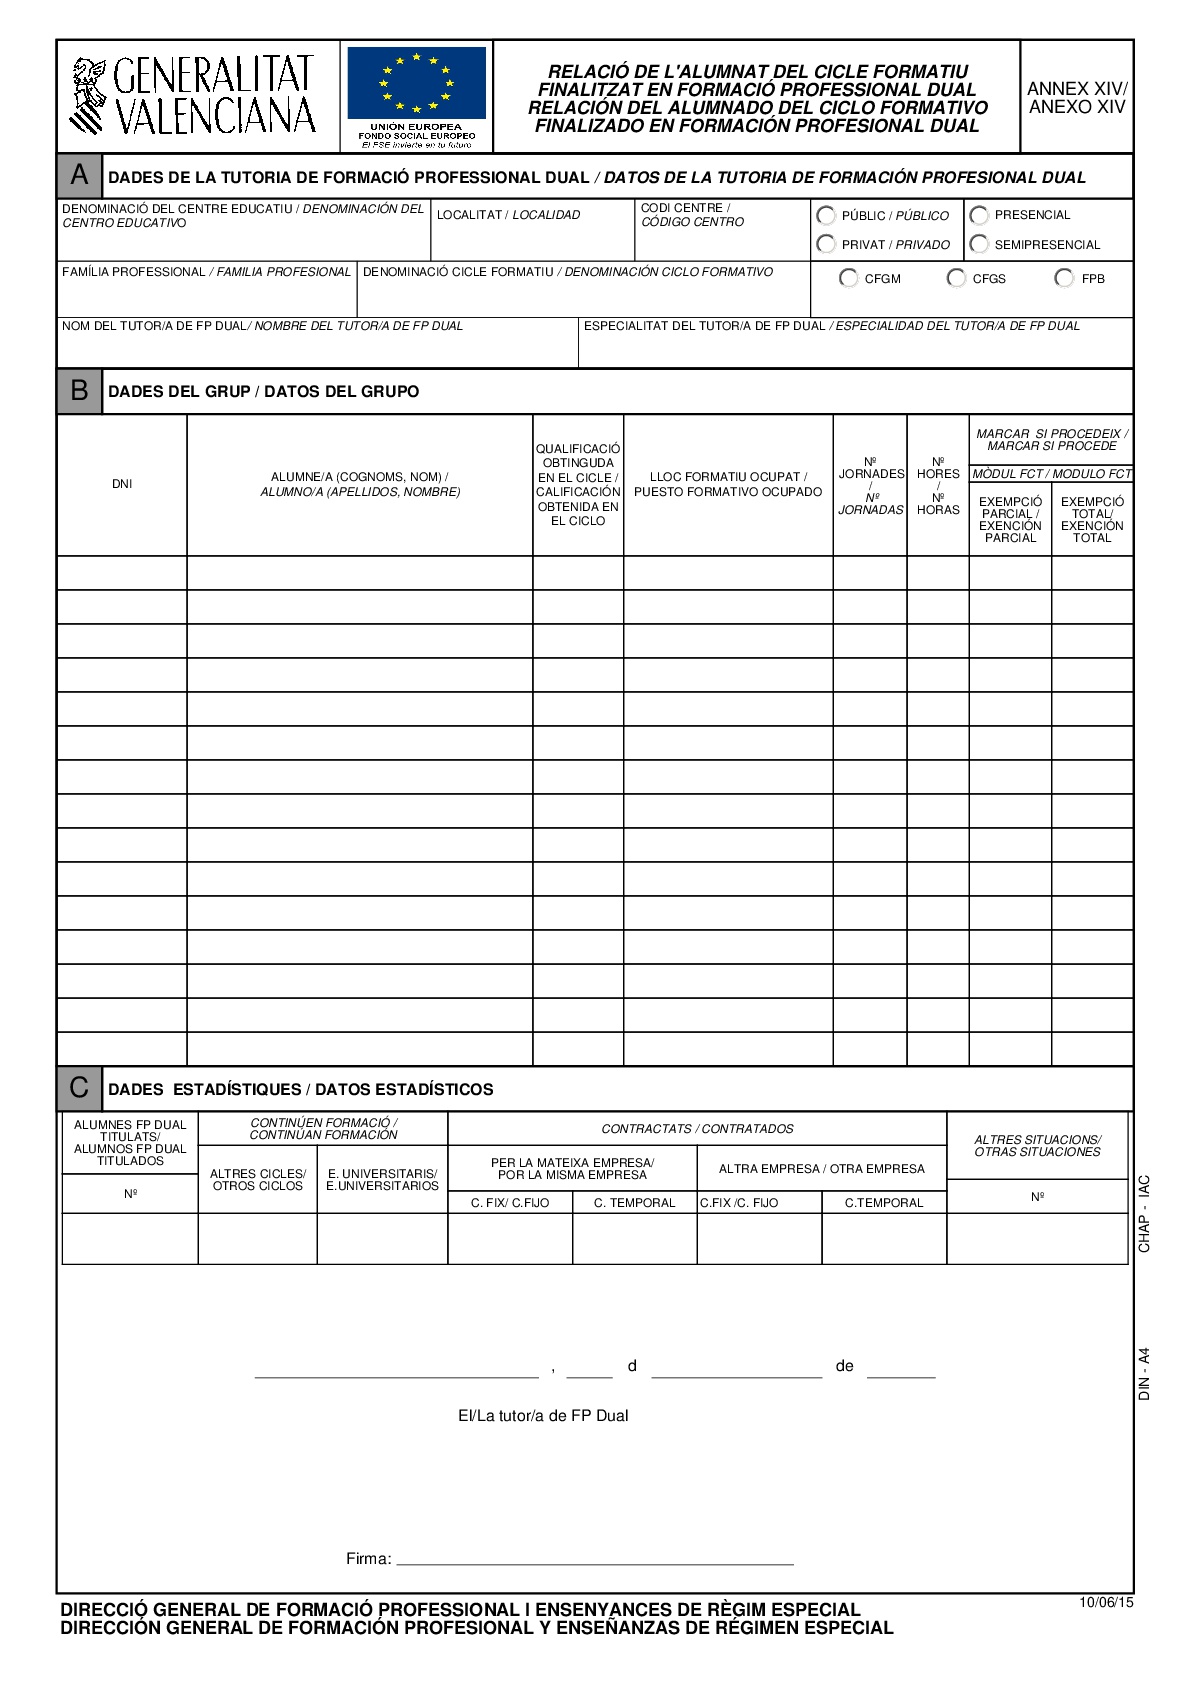 GENERALITAT
VALENCIANA
UNIÓN EUROPEA
FONDO SOCIAL EUROPEO
El FSE invierte en tu futuro
RELACIÓ DE L'ALUMNAT DEL CICLE FORMATIU
FINALITZAT EN FORMACIÓ PROFESSIONAL DUAL
RELACIÓN DEL ALUMNADO DEL CICLO FORMATIVO
FINALIZADO EN FORMACIÓN PROFESIONAL DUAL
ANNEX XIV/
ANEXO XIV
A DADES DE LA TUTORIA DE FORMACIÓ PROFESSIONAL DUAL / DATOS DE LA TUTORIA DE FORMACIÓN PROFESIONAL DUAL
DENOMINACIÓ DEL CENTRE EDUCATIU / DENOMINACIÓN DEL
CENTRO EDUCATIVO
LOCALITAT / LOCALIDAD
CODI CENTRE /
CÓDIGO CENTRO
PÚBLIC / PÚBLICO
PRIVAT / PRIVADO
PRESENCIAL
SEMIPRESENCIAL
FAMÍLIA PROFESSIONAL / FAMILIA PROFESIONAL
DENOMINACIÓ CICLE FORMATIU / DENOMINACIÓN CICLO FORMATIVO
CFGM
CFGS
FPB
NOM DEL TUTOR/A DE FP DUAL/ NOMBRE DEL TUTOR/A DE FP DUAL
ESPECIALITAT DEL TUTOR/A DE FP DUAL / ESPECIALIDAD DEL TUTOR/A DE FP DUAL
B DADES DEL GRUP / DATOS DEL GRUPO
DNI
ALUMNE/A (COGNOMS, NOM) /
ALUMNO/A (APELLIDOS, NOMBRE)
QUALIFICACIÓ
OBTINGUDA
EN EL CICLE /
CALIFICACIÓN
OBTENIDA EN
EL CICLO
LLOC FORMATIU OCUPAT /
PUESTO FORMATIVO OCUPADO
Nº
JORNADES
/
Nº
JORNADAS
Nº
HORES
/
Nº
HORAS
MARCAR SI PROCEDEIX /
MARCAR SI PROCEDE
MÒDUL FCT / MODULO FCT
EXEMPCIÓ
PARCIAL /
EXENCIÓN
PARCIAL
EXEMPCIÓ
TOTAL/
EXENCIÓN
TOTAL
C DADES ESTADÍSTIQUES / DATOS ESTADÍSTICOS
ALUMNES FP DUAL
TITULATS/
ALUMNOS FP DUAL
TITULADOS
Nº
CONTINÚEN FORMACIÓ /
CONTINÚAN FORMACIÓN
ALTRES CICLES/
OTROS CICLOS
E. UNIVERSITARIS/
E.UNIVERSITARIOS
CONTRACTATS / CONTRATADOS
PER LA MATEIXA EMPRESA/
POR LA MISMA EMPRESA
ALTRA EMPRESA / OTRA EMPRESA
C. FIX/ C.FIJO
C. TEMPORAL
C.FIX /C. FIJO
C.TEMPORAL
ALTRES SITUACIONS/
OTRAS SITUACIONES
Nº
CHAP - IAC
DIN - A4
, d de
El/La tutor/a de FP Dual
Firma:
DIRECCIÓ GENERAL DE FORMACIÓ PROFESSIONAL I ENSENYANCES DE RÈGIM ESPECIAL
DIRECCIÓN GENERAL DE FORMACIÓN PROFESIONAL Y ENSEÑANZAS DE RÉGIMEN ESPECIAL
10/06/15